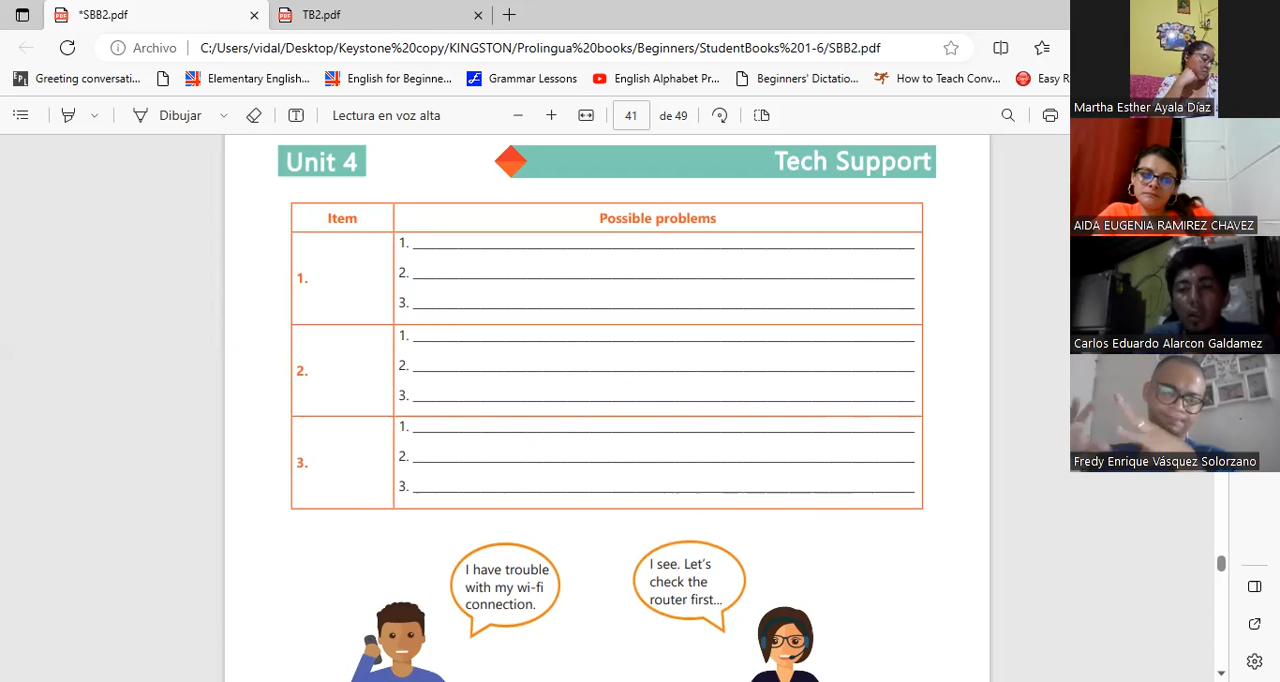 *SBB2.pdf
TB2.pdf
Archivo
C:/Users/vidal/Desktop/Keystone%20copy/KINGSTON/Prolingua%20books/Beginners/StudentBooks%201-6/SBB2.pdf
Greeting conversati...
Elementary English...
English for Beginne...
Grammar Lessons
English Alphabet Pr...
Beginners' Dictatio...
How to Teach Conv...
Easy R
Dibujar
Lectura en voz alta
41
de 49
Unit 4
Tech Support
Item
Possible problems
1.
1.
2.
3.
2.
1.
2.
3.
3.
1.
2.
3.
I have trouble
with my wi-fi
connection.
I see. Let's
check the
router first...
Martha Esther Ayala Díaz
AIDA EUGENIA RAMIREZ CHAVEZ
Carlos Eduardo Alarcon Galdamez
Fredy Enrique Vásquez Solorzano